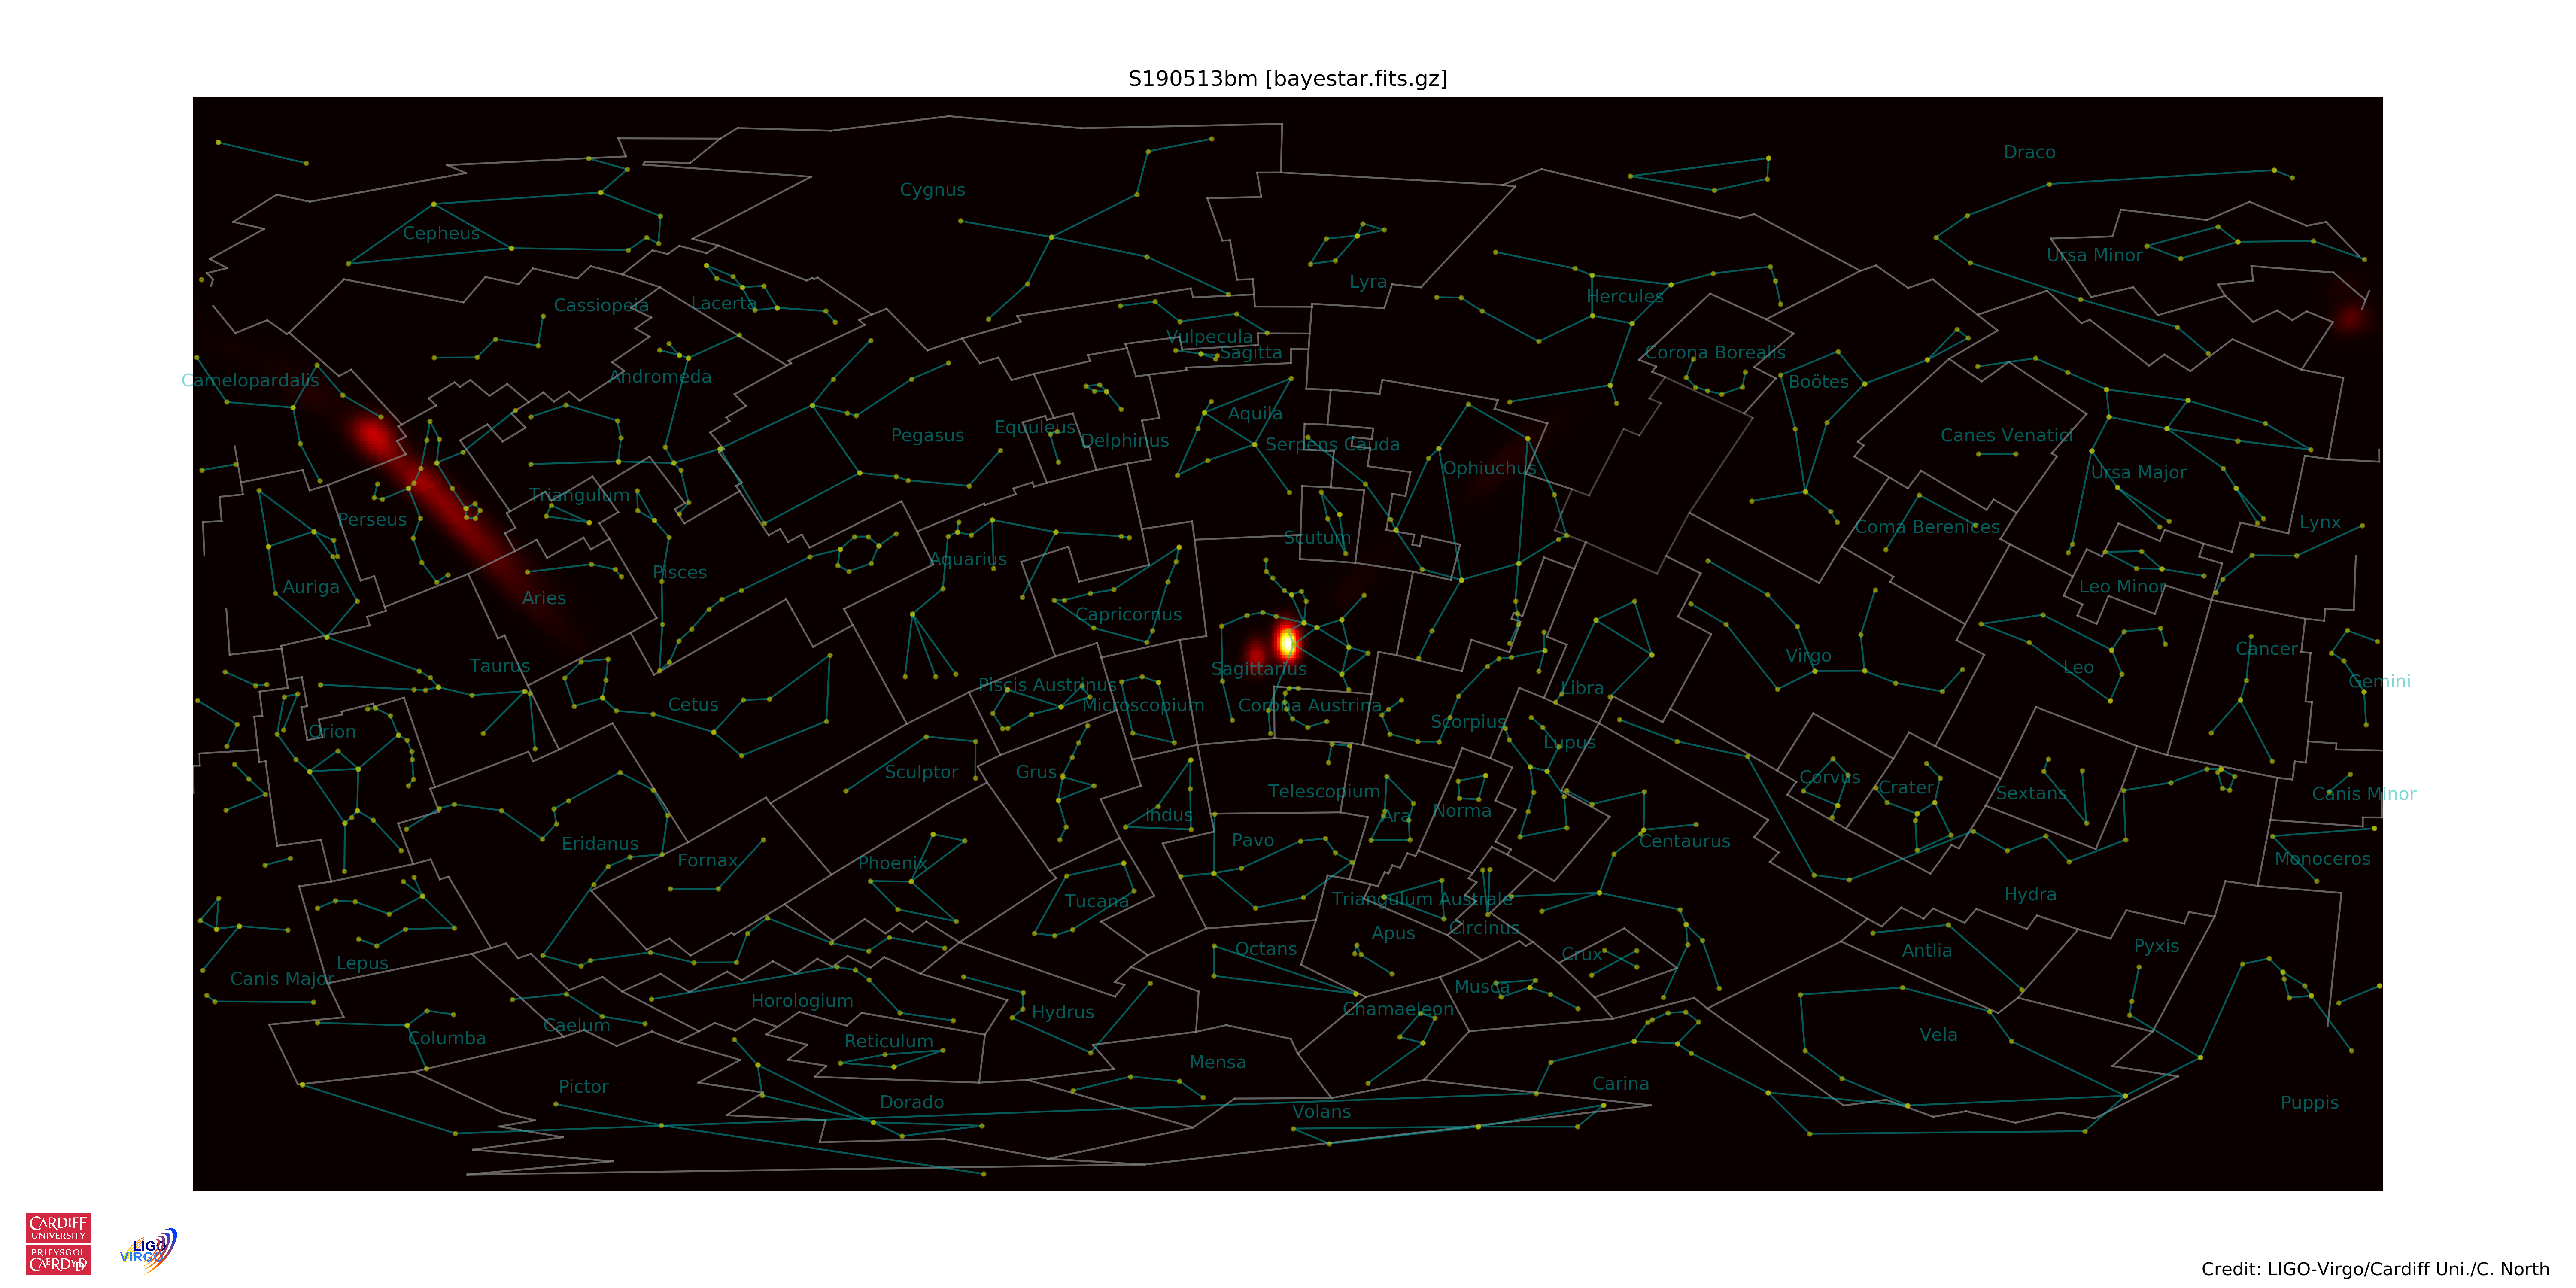 S190513bm [bayestar.fits.gz]
Draco
Cygnus
Cepheus
Ursa Minor
Lyra
Hercules
Cassiopeia
Lacerta
Vulpecula
Sagitta
Corona Borealis
Camelopardalis
Andromeda
Boötes
Aquila
Equuleus
Delphinus
Pegasus
Serpens Cauda
Canes Venatici
Ophiuchus
Ursa Major
Triangulum
Perseus
Lynx
Coma Berenices
Scutum
Aquarius
Pisces
Auriga
Leo Minor
Aries
Capricornus
Cancer
Virgo
Taurus
Leo
Sagittarius
Gemini
Piscis Austrinus
Libra
Cetus
Microscopium
Corona Austrina
Scorpius
Orion
Lupus
Sculptor
Grus
Corvus
Crater
Telescopium
Sextans
Canis Minor
Norma
Indus
Ara
Eridanus
Pavo
Centaurus
Fornax
Phoenix
Monoceros
Hydra
Tucana
Triangulum Australe
Circinus
Apus
Octans
Crux
Antlia
Pyxis
Lepus
Canis Major
Musca
Horologium
Hydrus
Chamaeleon
Caelum
Columba
Reticulum
Vela
Mensa
Pictor
Carina
Dorado
Volans
Puppis
CARDIFF
UNIVERSITY
PRIFYSGOL
CAERDYDD
LIGO
VIRGO
Credit: LIGO-Virgo/Cardiff Uni./C. North